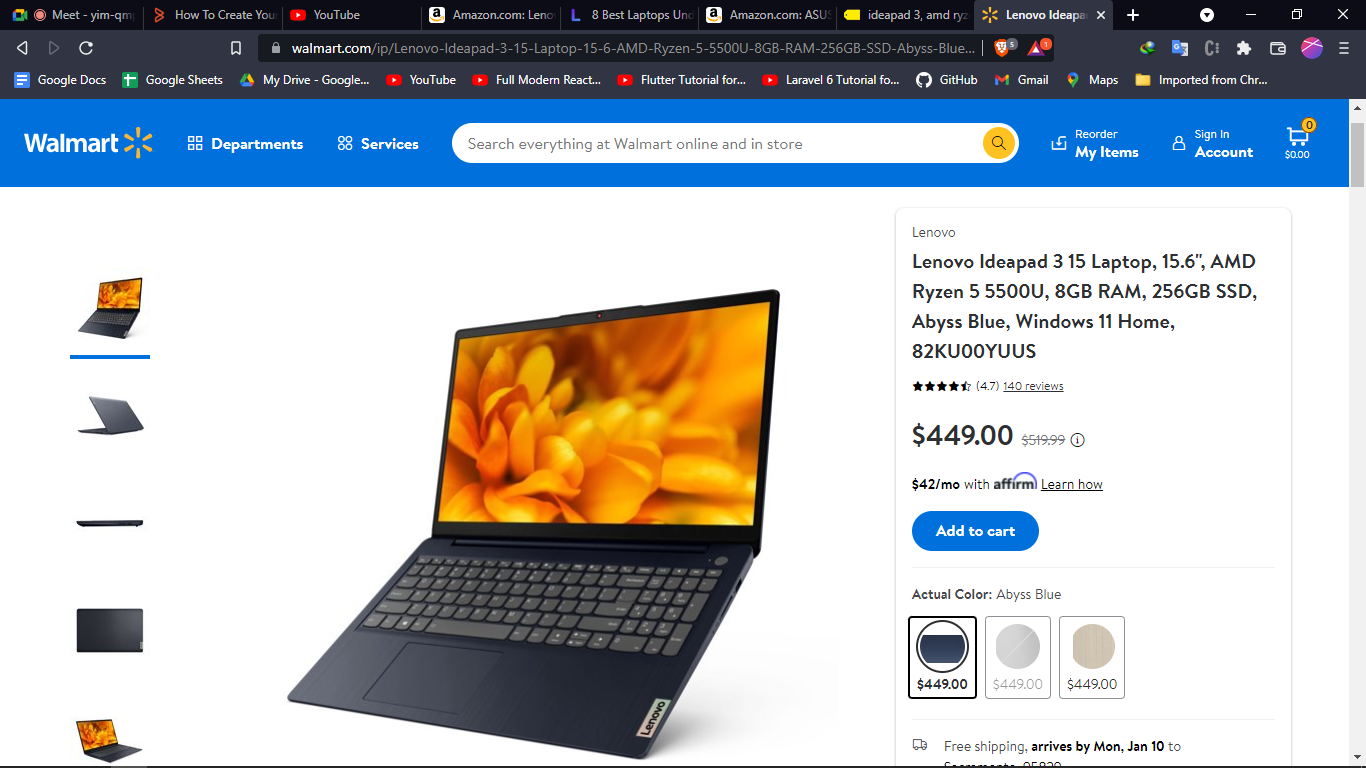 Meet - yim-qm
How To Create You
YouTube
Amazon.com: Leno
8 Best Laptops Und
Amazon.com: ASUS
ideapad 3, amd ryz
Lenovo Ideapa
walmart.com/ip/Lenovo-Ideapad-3-15-Laptop-15-6-AMD-Ryzen-5-5500U-8GB-RAM-256GB-SSD-Abyss-Blue...
5
1
Google Docs
Google Sheets
My Drive - Google...
YouTube
Full Modern React...
Flutter Tutorial for...
Laravel 6 Tutorial fo...
GitHub
Gmail
Maps
Imported from Chr...
Walmart
Departments
Services
Search everything at Walmart online and in store
Reorder
My Items
Sign In
Account
0
$0.00
Lenovo
Lenovo Ideapad 3 15 Laptop, 15.6", AMD
Ryzen 5 5500U, 8GB RAM, 256GB SSD,
Abyss Blue, Windows 11 Home,
82KU00YUUS
(4.7) 140 reviews
$449.00 $519.99
$42/mo with affirm Learn how
Add to cart
Actual Color: Abyss Blue
$449.00
$449.00
$449.00
Free shipping, arrives by Mon, Jan 10 to
Lenovo